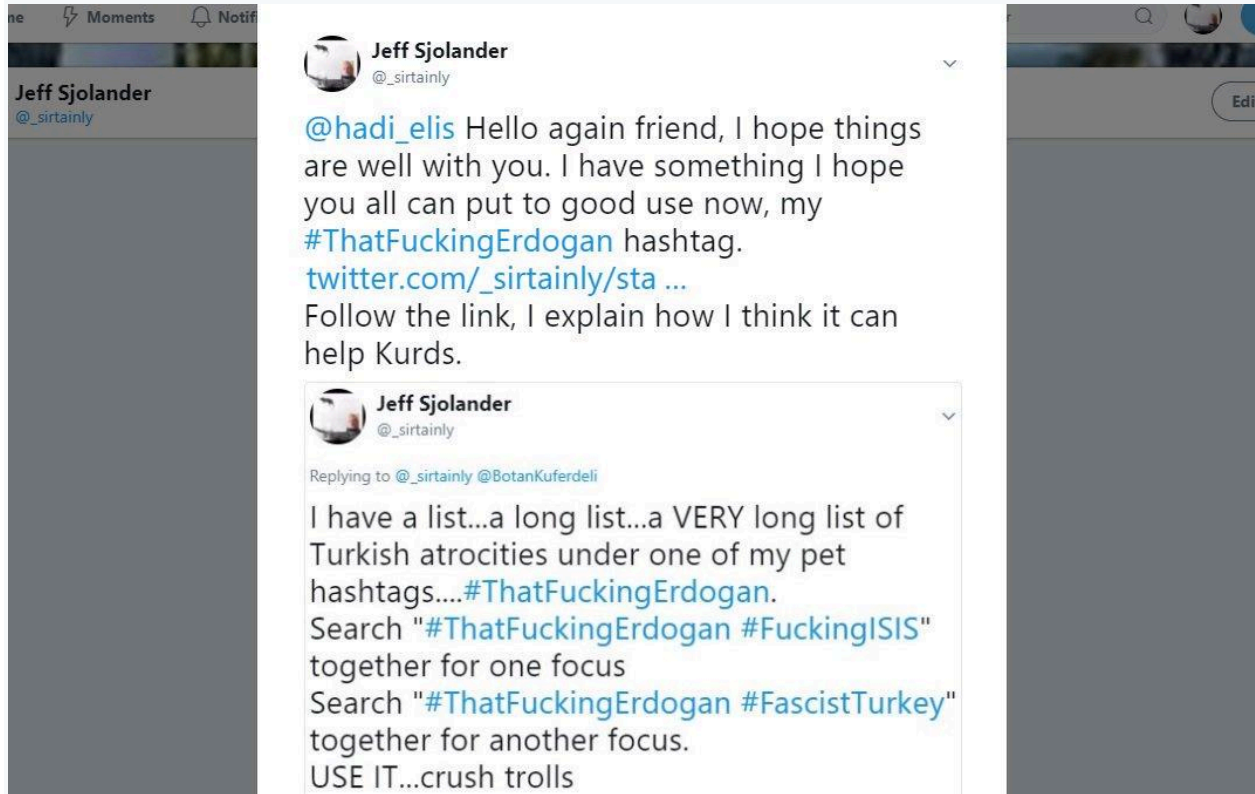 Moments
Jeff Sjolander
@_sirtainly
Jeff Sjolander
@_sirtainly
@hadi_elis Hello again friend, I hope things
are well with you. I have something I hope
you all can put to good use now, my
#ThatFuckingErdogan hashtag.
twitter.com/_sirtainly/sta ...
Follow the link, I explain how I think it can
help Kurds.
Jeff Sjolander
@_sirtainly
Replying to @_sirtainly @BotanKuferdeli
I have a list...a long list...a VERY long list of
Turkish atrocities under one of my pet
hashtags....#ThatFuckingErdogan.
Search "#ThatFuckingErdogan #FuckingISIS"
together for one focus
Search "#ThatFuckingErdogan #FascistTurkey"
together for another focus.
USE IT...crush trolls